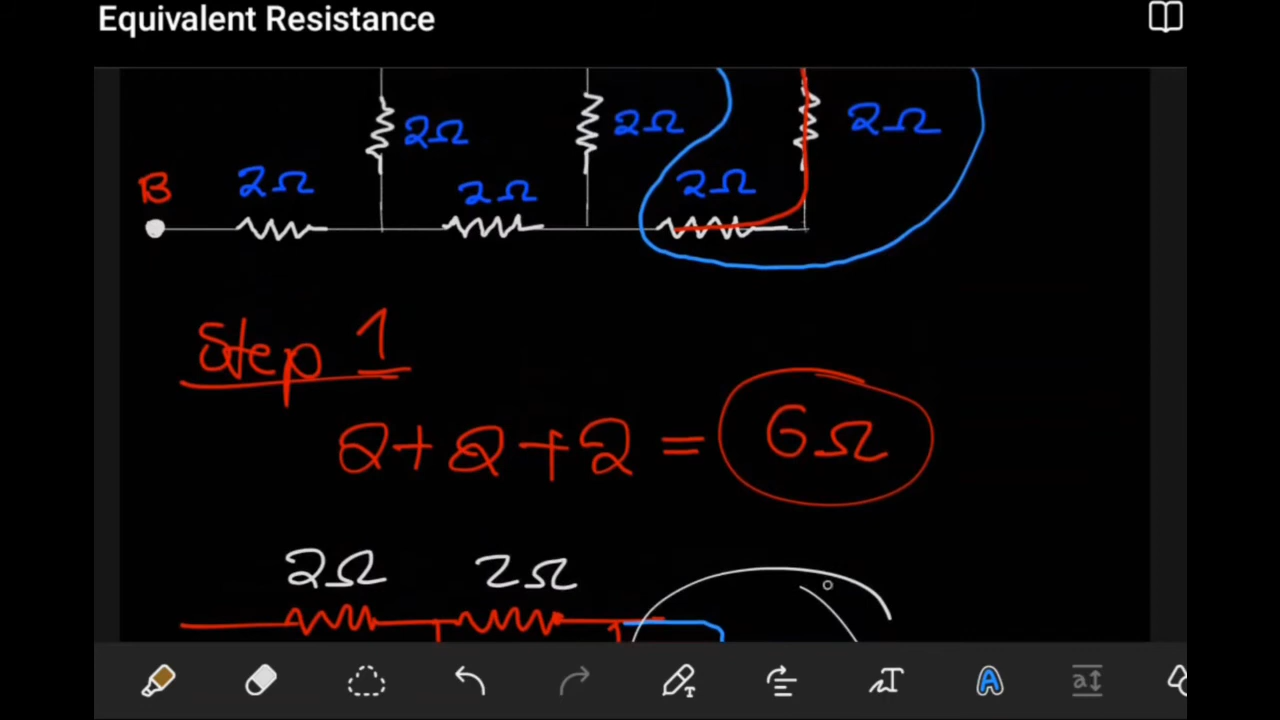 Equivalent Resistance
2Ω 2Ω 2Ω
B 2Ω 2Ω 2Ω
Step 1
2+2+2 = 6Ω
2Ω 2Ω
T T A a